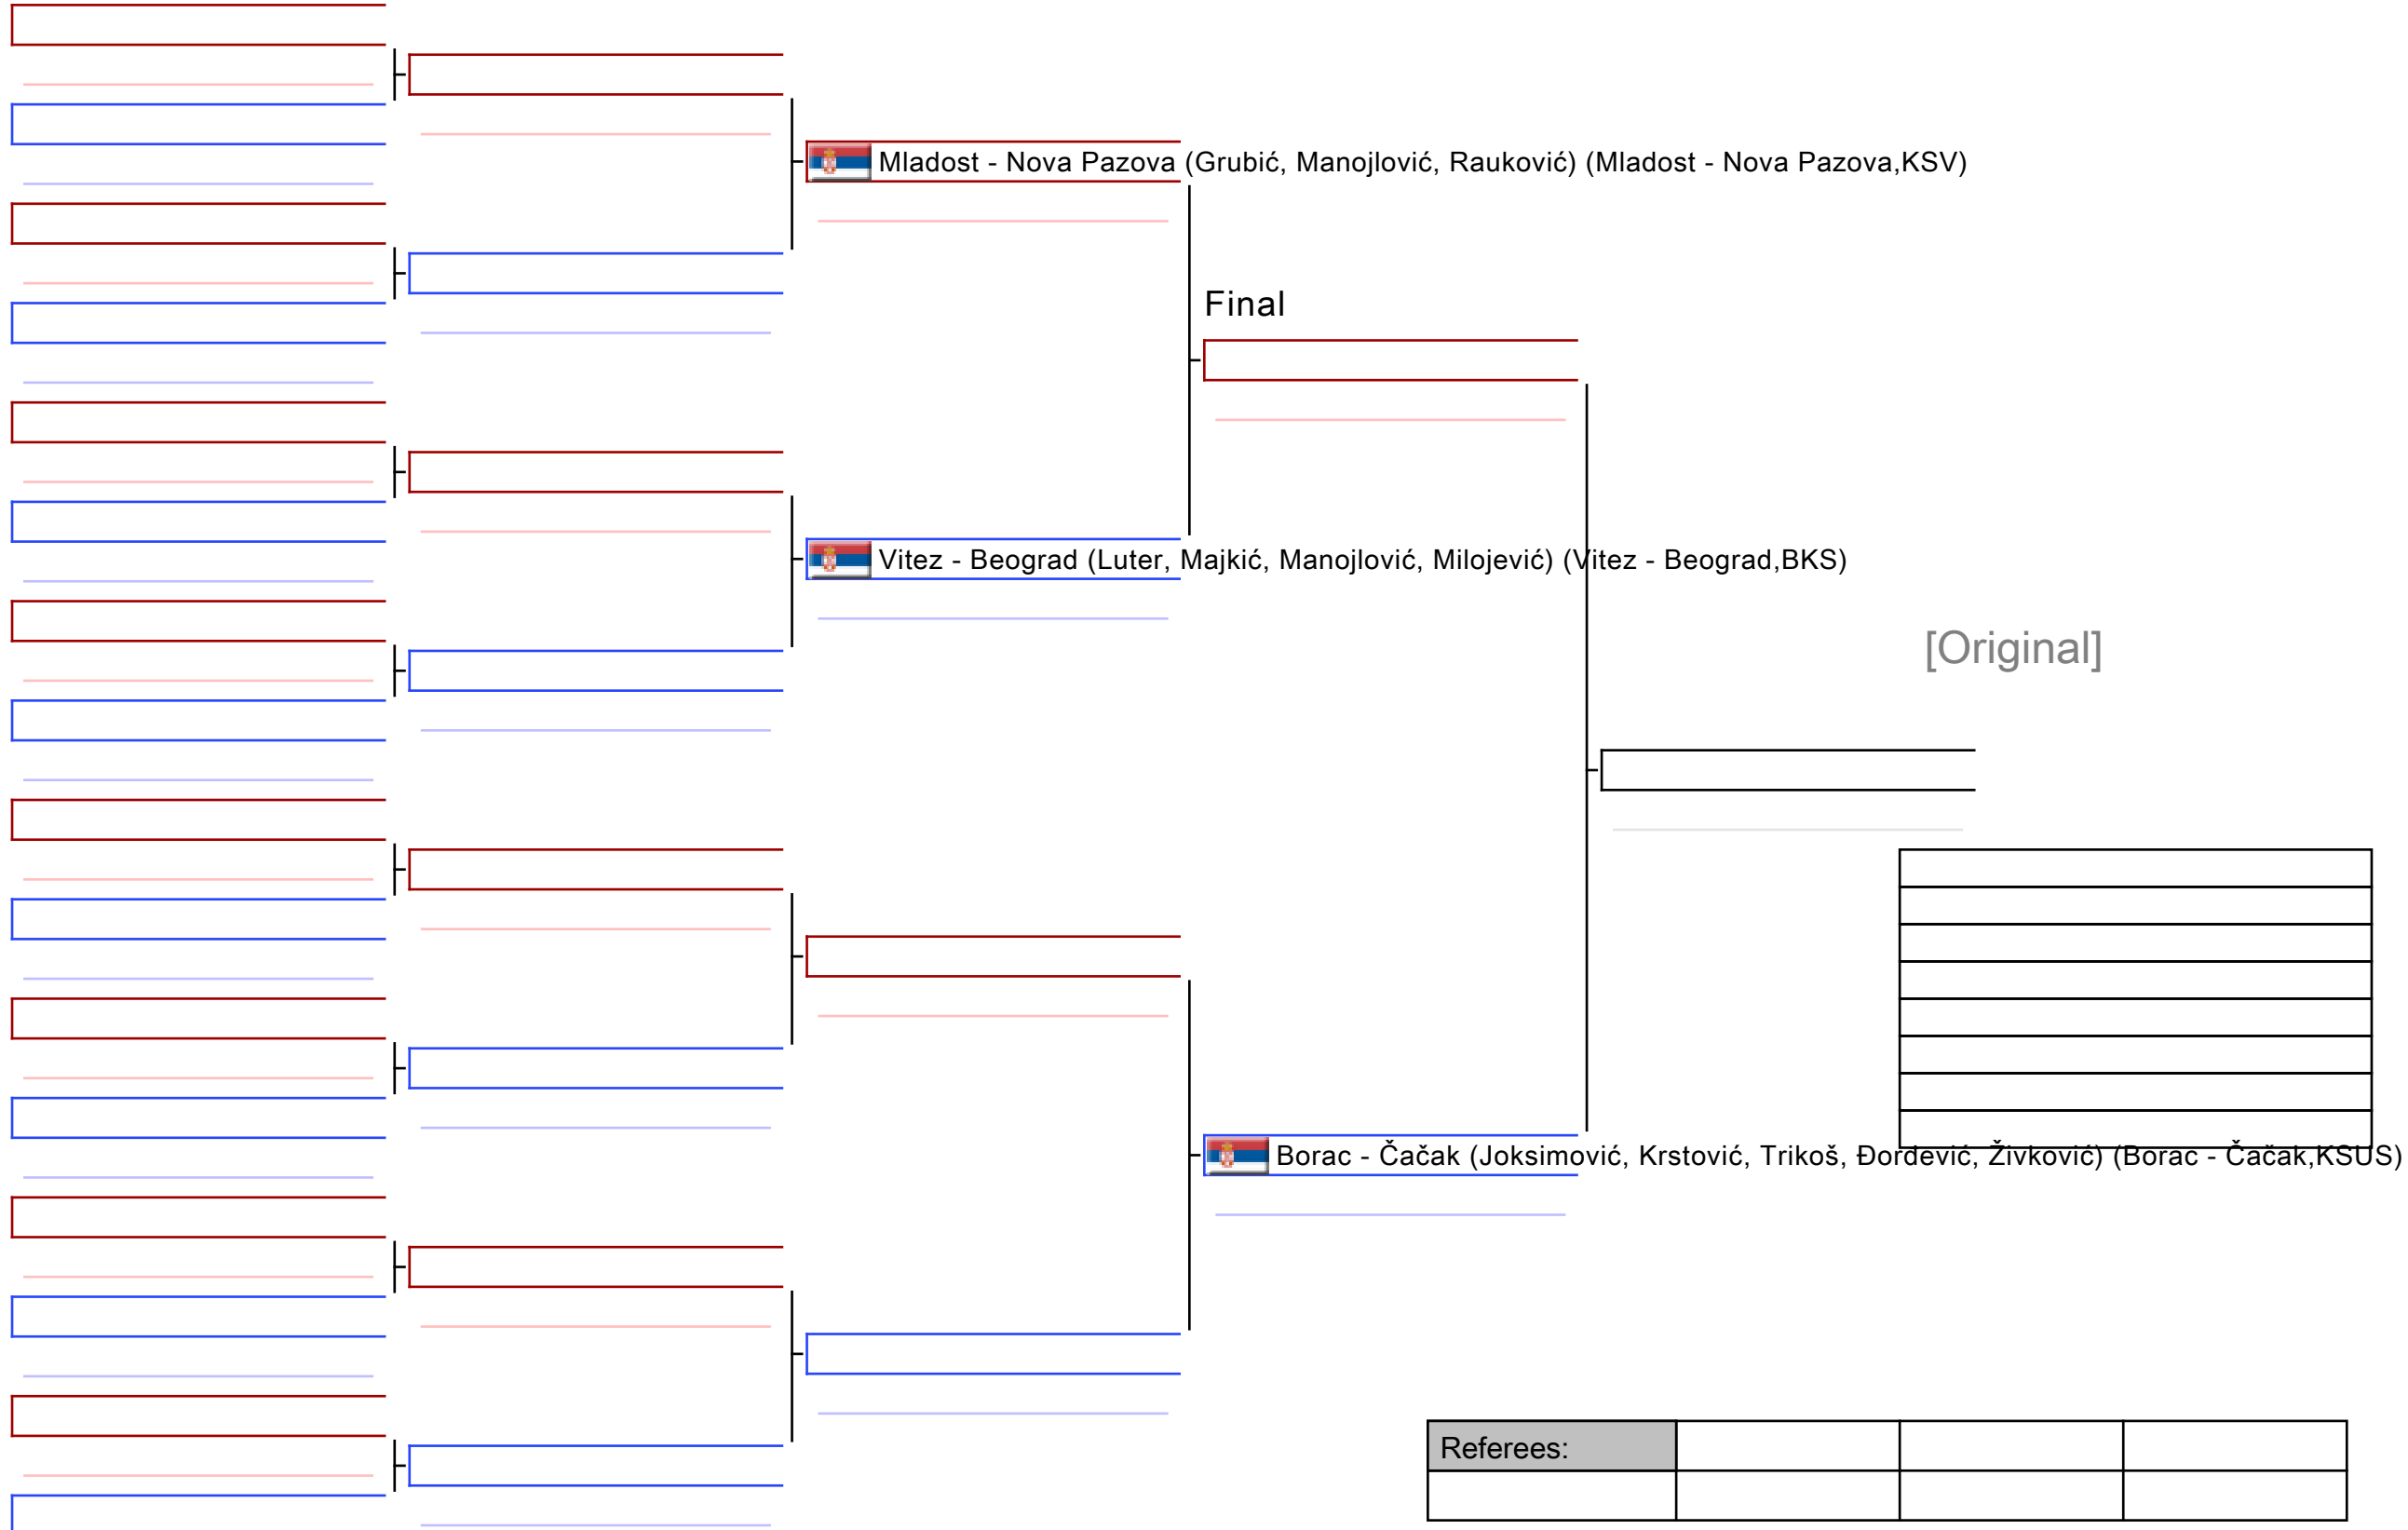 Mladost - Nova Pazova (Grubić, Manojlović, Rauković) (Mladost - Nova Pazova,KSV)
Final
Vitez - Beograd (Luter, Majkić, Manojlović, Milojević) (Vitez - Beograd,BKS)
[Original]
Borac - Čačak (Joksimović, Krstović, Trikoš, Đorđević, Živković) (Borac - Čačak,KSUS)
Referees: